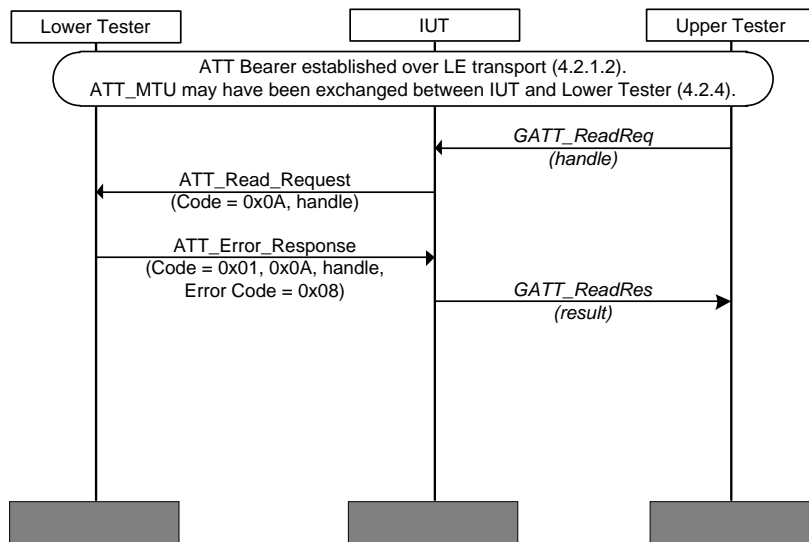 Lower Tester
IUT
Upper Tester
ATT Bearer established over LE transport (4.2.1.2).
ATT_MTU may have been exchanged between IUT and Lower Tester (4.2.4).
GATT_ReadReq
(handle)
ATT_Read_Request
(Code = 0x0A, handle)
ATT_Error_Response
(Code = 0x01, 0x0A, handle,
Error Code = 0x08)
GATT_ReadRes
(result)